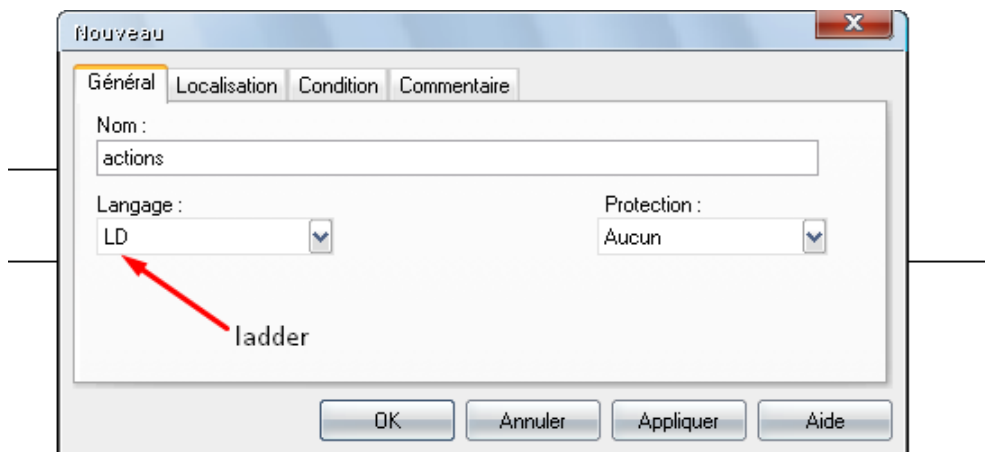 Nouveau
Général Localisation Condition Commentaire
Nom :
actions
Langage : Protection :
LD Aucun
ladder
OK Annuler Appliquer Aide